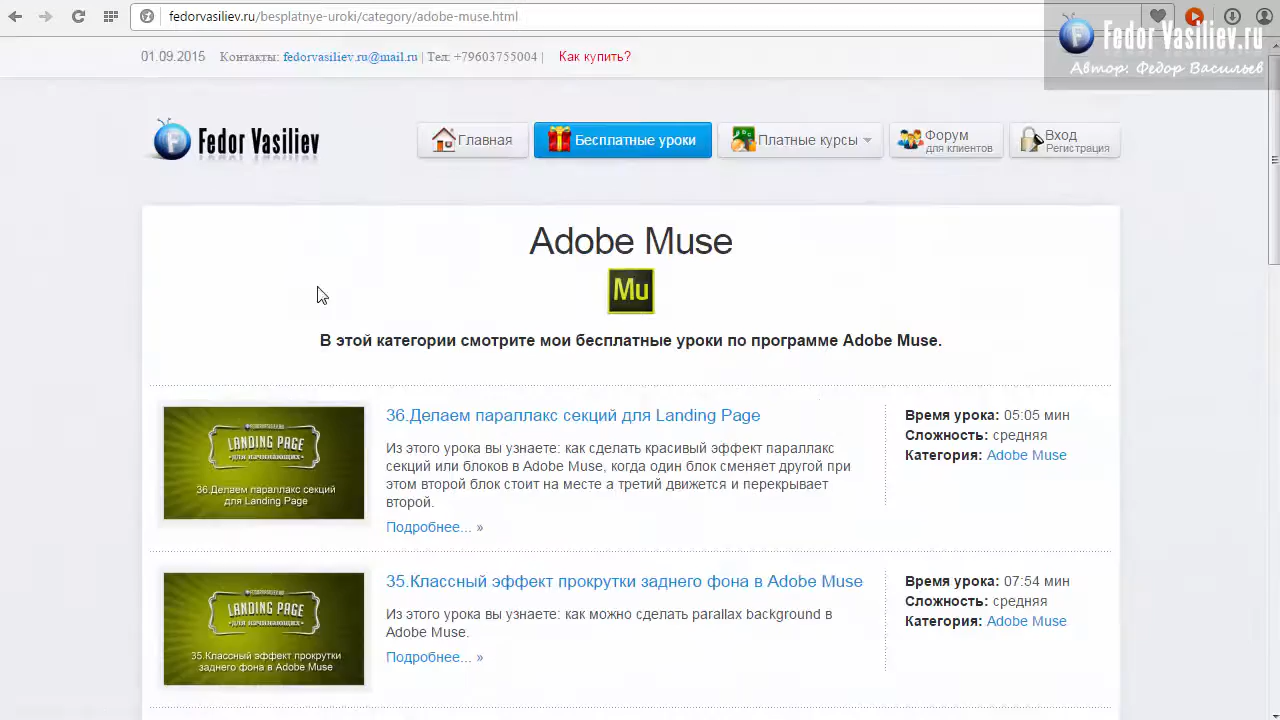 fedorvasiliev.ru/besplatnye-uroki/category/adobe-muse.html
Fedor Vasiliev.ru
Автор: Федор Васильев
01.09.2015 Контакты: fedorvasiliev.ru@mail.ru | Тел: +79603755004 | Как купить?
Fedor Vasiliev
Главная
Бесплатные уроки
Платные курсы
Форум
для клиентов
Вход
Регистрация
Adobe Muse
Mu
В этой категории смотрите мои бесплатные уроки по программе Adobe Muse.
LANDING PAGE
для начинающих
36.Делаем параллакс секций
для Landing Page
36.Делаем параллакс секций для Landing Page
Из этого урока вы узнаете: как сделать красивый эффект параллакс
секций или блоков в Adobe Muse, когда один блок сменяет другой при
этом второй блок стоит на месте а третий движется и перекрывает
второй.
Подробнее... »
Время урока: 05:05 мин
Сложность: средняя
Категория: Adobe Muse
LANDING PAGE
для начинающих
35.Классный эффект прокрутки
заднего фона в Adobe Muse
35.Классный эффект прокрутки заднего фона в Adobe Muse
Из этого урока вы узнаете: как можно сделать parallax background в
Adobe Muse.
Подробнее... »
Время урока: 07:54 мин
Сложность: средняя
Категория: Adobe Muse